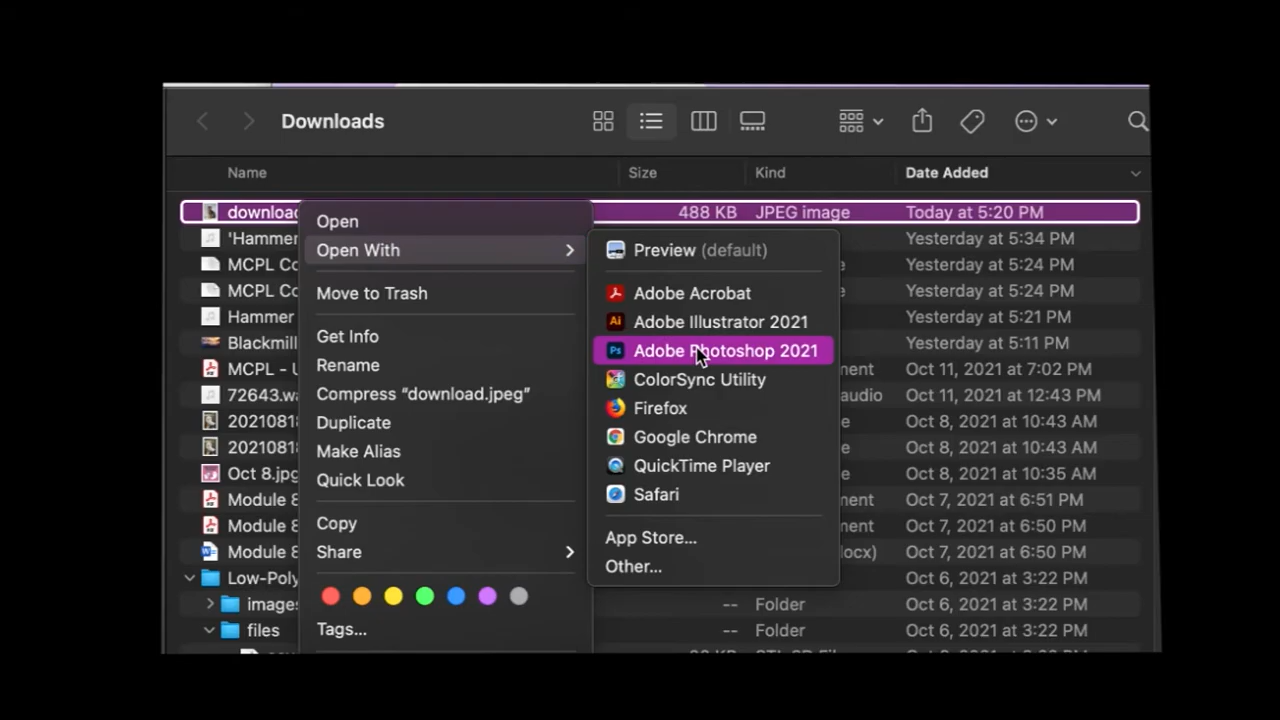 Downloads
Name Size Kind Date Added
download 488 KB JPEG image Today at 5:20 PM
'Hammer Yesterday at 5:34 PM
MCPL Co Yesterday at 5:24 PM
MCPL Co Yesterday at 5:24 PM
Hammer Yesterday at 5:21 PM
Blackmill Yesterday at 5:11 PM
MCPL - U ment Oct 11, 2021 at 7:02 PM
72643.wa audio Oct 11, 2021 at 12:43 PM
2021081 Oct 8, 2021 at 10:43 AM
2021081 Oct 8, 2021 at 10:43 AM
Oct 8.jpg Oct 8, 2021 at 10:35 AM
Module 8 ment Oct 7, 2021 at 6:51 PM
Module 8 ment Oct 7, 2021 at 6:50 PM
Module 8 ocx) Oct 7, 2021 at 6:50 PM
Low-Poly Oct 6, 2021 at 3:22 PM
images -- Folder Oct 6, 2021 at 3:22 PM
files -- Folder Oct 6, 2021 at 3:22 PM
Open
Open With
Move to Trash
Get Info
Rename
Compress “download.jpeg”
Duplicate
Make Alias
Quick Look
Copy
Share
Tags...
Preview (default)
Adobe Acrobat
Ai Adobe Illustrator 2021
Ps Adobe Photoshop 2021
ColorSync Utility
Firefox
Google Chrome
QuickTime Player
Safari
App Store...
Other...